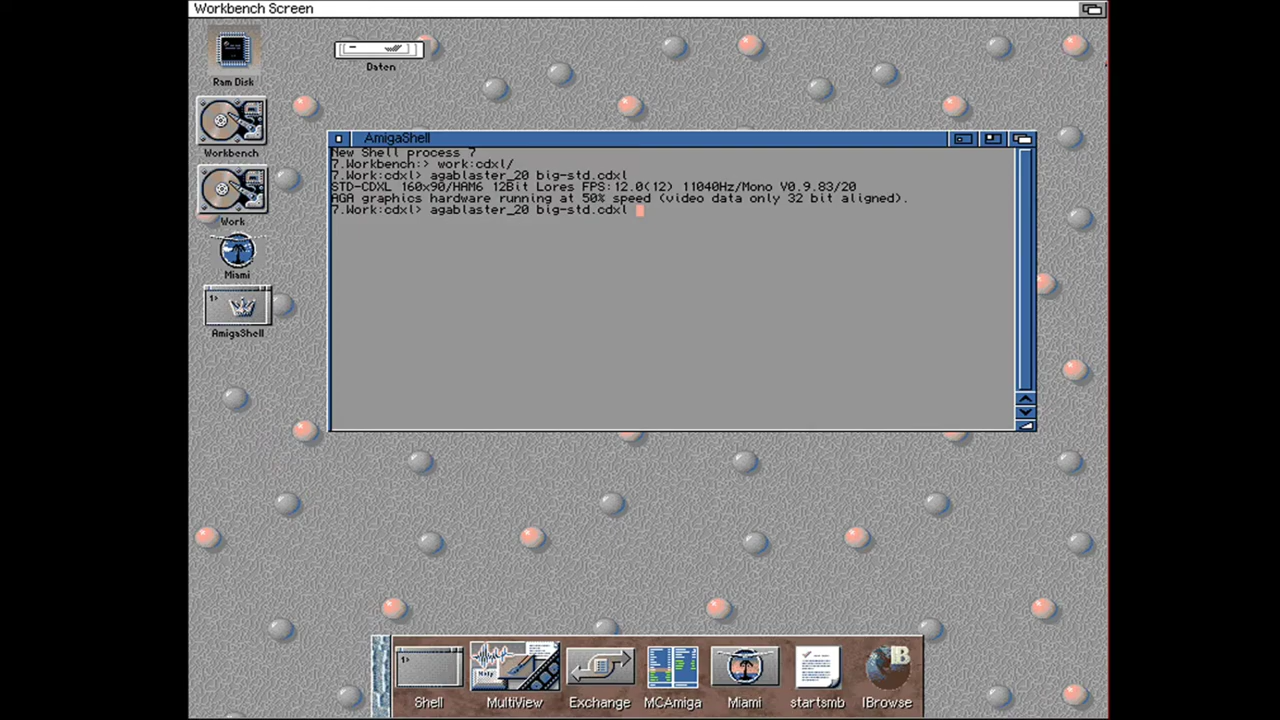 Workbench Screen
Ram Disk
Daten
Workbench
Work
Miami
1>
AmigaShell
AmigaShell
New Shell process 7
7.Workbench:> work:cdxl/
7.Work:cdxl> agablaster_20 big-std.cdxl
STD-CDXL 160x90/HAM6 12Bit Lores FPS:12.0(12) 11040Hz/Mono V0.9.83/20
AGA graphics hardware running at 50% speed (video data only 32 bit aligned).
7.Work:cdxl> agablaster_20 big-std.cdxl
1>
Help
B
Shell
MultiView
Exchange
MCAmiga
Miami
startsmb
IBrowse